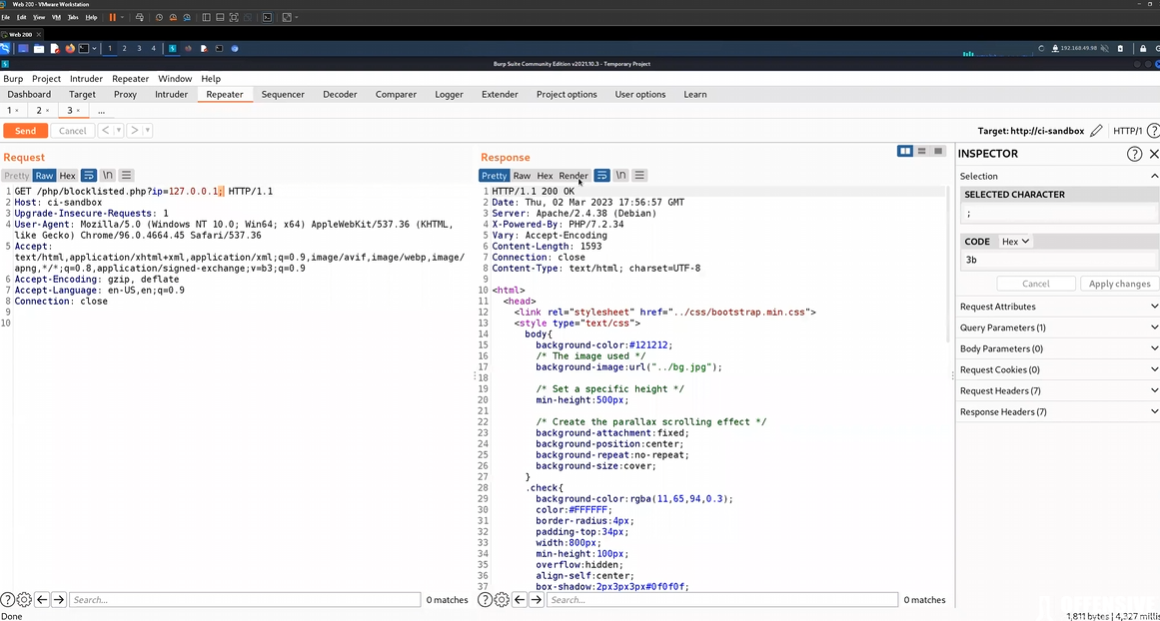 Web 200 - VMware Workstation
File Edit View VM Tabs Help
Web 200 ×
1 2 3 4 192.168.49.98
Burp Suite Community Edition v2021.10.3 - Temporary Project
Burp Project Intruder Repeater Window Help
Dashboard Target Proxy Intruder Repeater Sequencer Decoder Comparer Logger Extender Project options User options Learn
1 × 2 × 3 × ...
Send Cancel < > Target: http://ci-sandbox HTTP/1 ?
Request
Pretty Raw Hex \n
1 GET /php/blocklisted.php?ip=127.0.0.1; HTTP/1.1
2 Host: ci-sandbox
3 Upgrade-Insecure-Requests: 1
4 User-Agent: Mozilla/5.0 (Windows NT 10.0; Win64; x64) AppleWebKit/537.36 (KHTML,
like Gecko) Chrome/96.0.4664.45 Safari/537.36
5 Accept:
text/html,application/xhtml+xml,application/xml;q=0.9,image/avif,image/webp,image/
apng,*/*;q=0.8,application/signed-exchange;v=b3;q=0.9
6 Accept-Encoding: gzip, deflate
7 Accept-Language: en-US,en;q=0.9
8 Connection: close
9
10
Search... 0 matches
Done
Response
Pretty Raw Hex Render \n
1 HTTP/1.1 200 OK
2 Date: Thu, 02 Mar 2023 17:56:57 GMT
3 Server: Apache/2.4.38 (Debian)
4 X-Powered-By: PHP/7.2.34
5 Vary: Accept-Encoding
6 Content-Length: 1593
7 Connection: close
8 Content-Type: text/html; charset=UTF-8
9
10 <html>
11 <head>
12 <link rel="stylesheet" href="../css/bootstrap.min.css">
13 <style type="text/css">
14 body{
15 background-color:#121212;
16 /* The image used */
17 background-image:url("../bg.jpg");
18
19 /* Set a specific height */
20 min-height:500px;
21
22 /* Create the parallax scrolling effect */
23 background-attachment:fixed;
24 background-position:center;
25 background-repeat:no-repeat;
26 background-size:cover;
27 }
28 .check{
29 background-color:rgba(11,65,94,0.3);
30 color:#FFFFFF;
31 border-radius:4px;
32 padding-top:34px;
33 width:800px;
34 min-height:100px;
35 overflow:hidden;
36 align-self:center;
37 box-shadow:2px3px3px#0f0f0f;
Search... 0 matches
INSPECTOR
Selection
SELECTED CHARACTER
;
CODE Hex
3b
Cancel Apply changes
Request Attributes
Query Parameters (1)
Body Parameters (0)
Request Cookies (0)
Request Headers (7)
Response Headers (7)
1,811 bytes | 4,327 millis